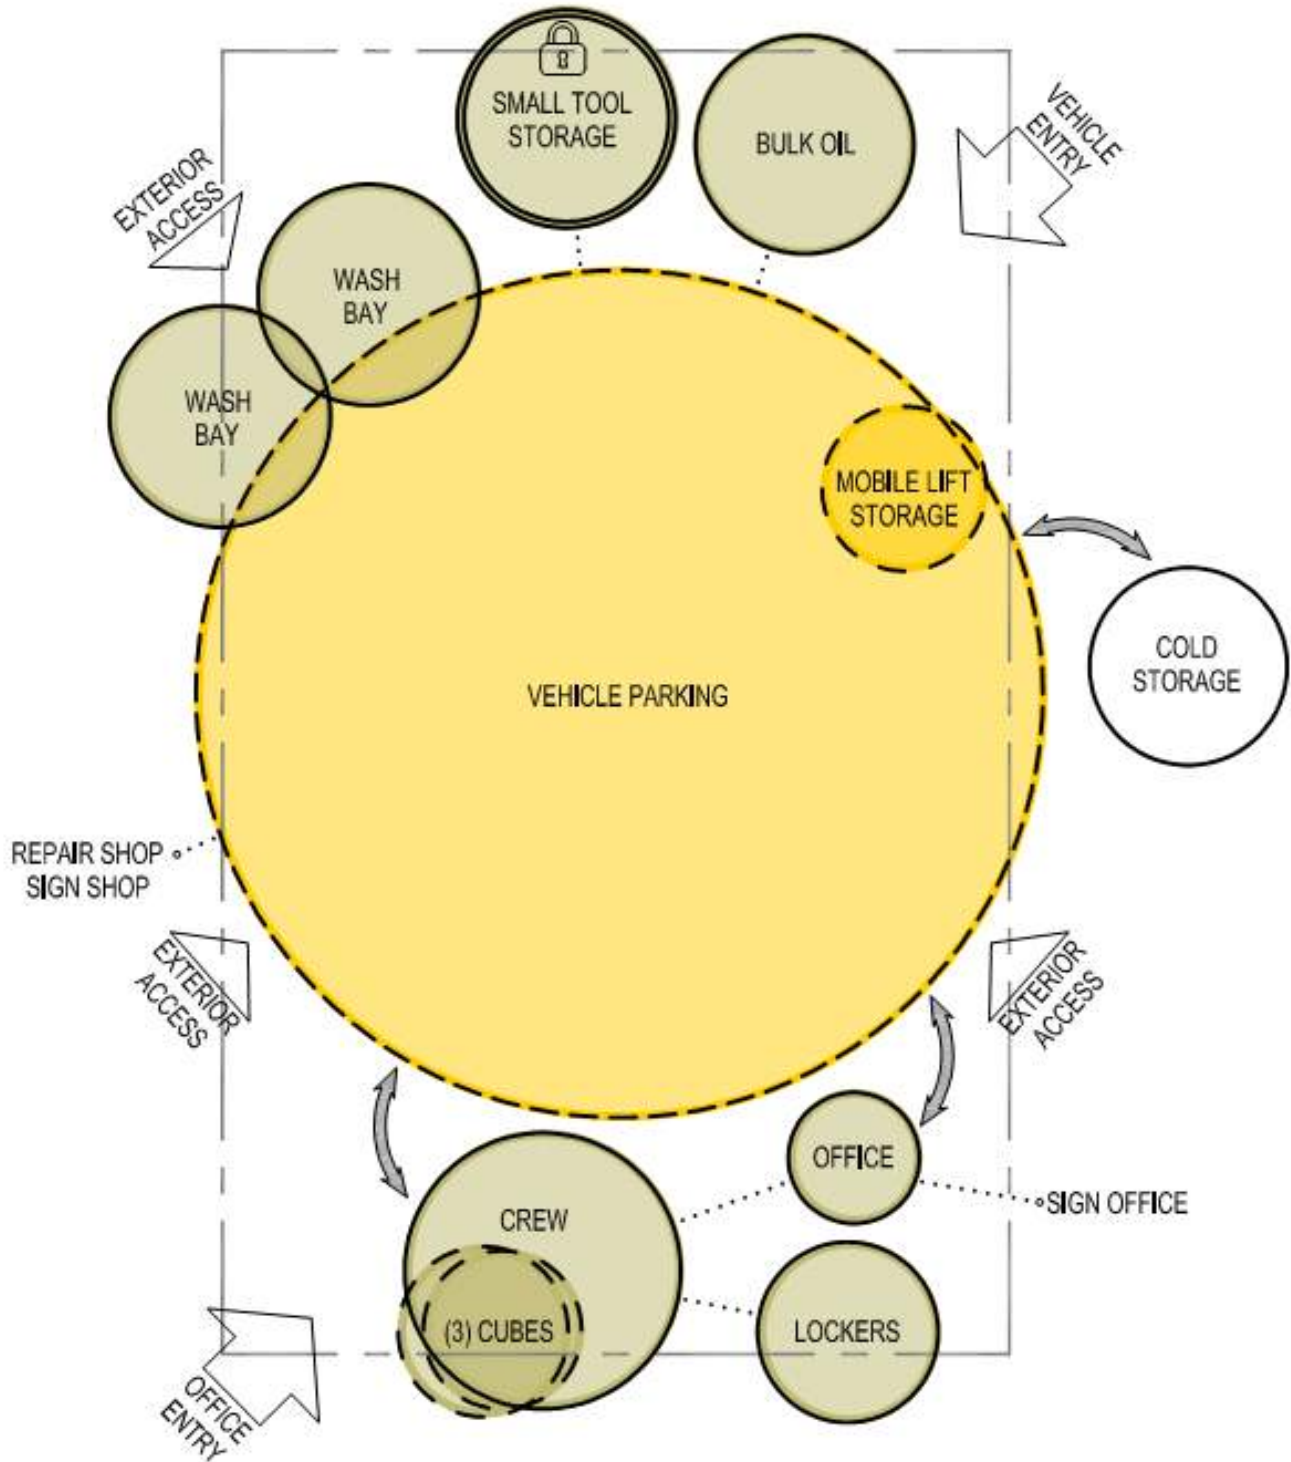 SMALL TOOL
STORAGE
BULK OIL
VEHICLE
ENTRY
EXTERIOR
ACCESS
WASH
BAY
WASH
BAY
MOBILE LIFT
STORAGE
COLD
STORAGE
VEHICLE PARKING
REPAIR SHOP
SIGN SHOP
EXTERIOR
ACCESS
EXTERIOR
ACCESS
OFFICE
SIGN OFFICE
CREW
(3) CUBES
LOCKERS
OFFICE
ENTRY